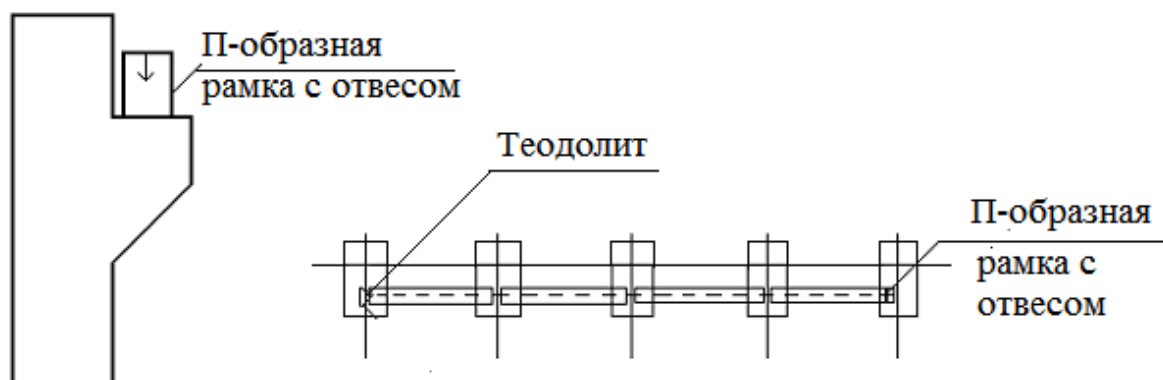 П-образная
рамка с отвесом
Теодолит
П-образная
рамка с
отвесом